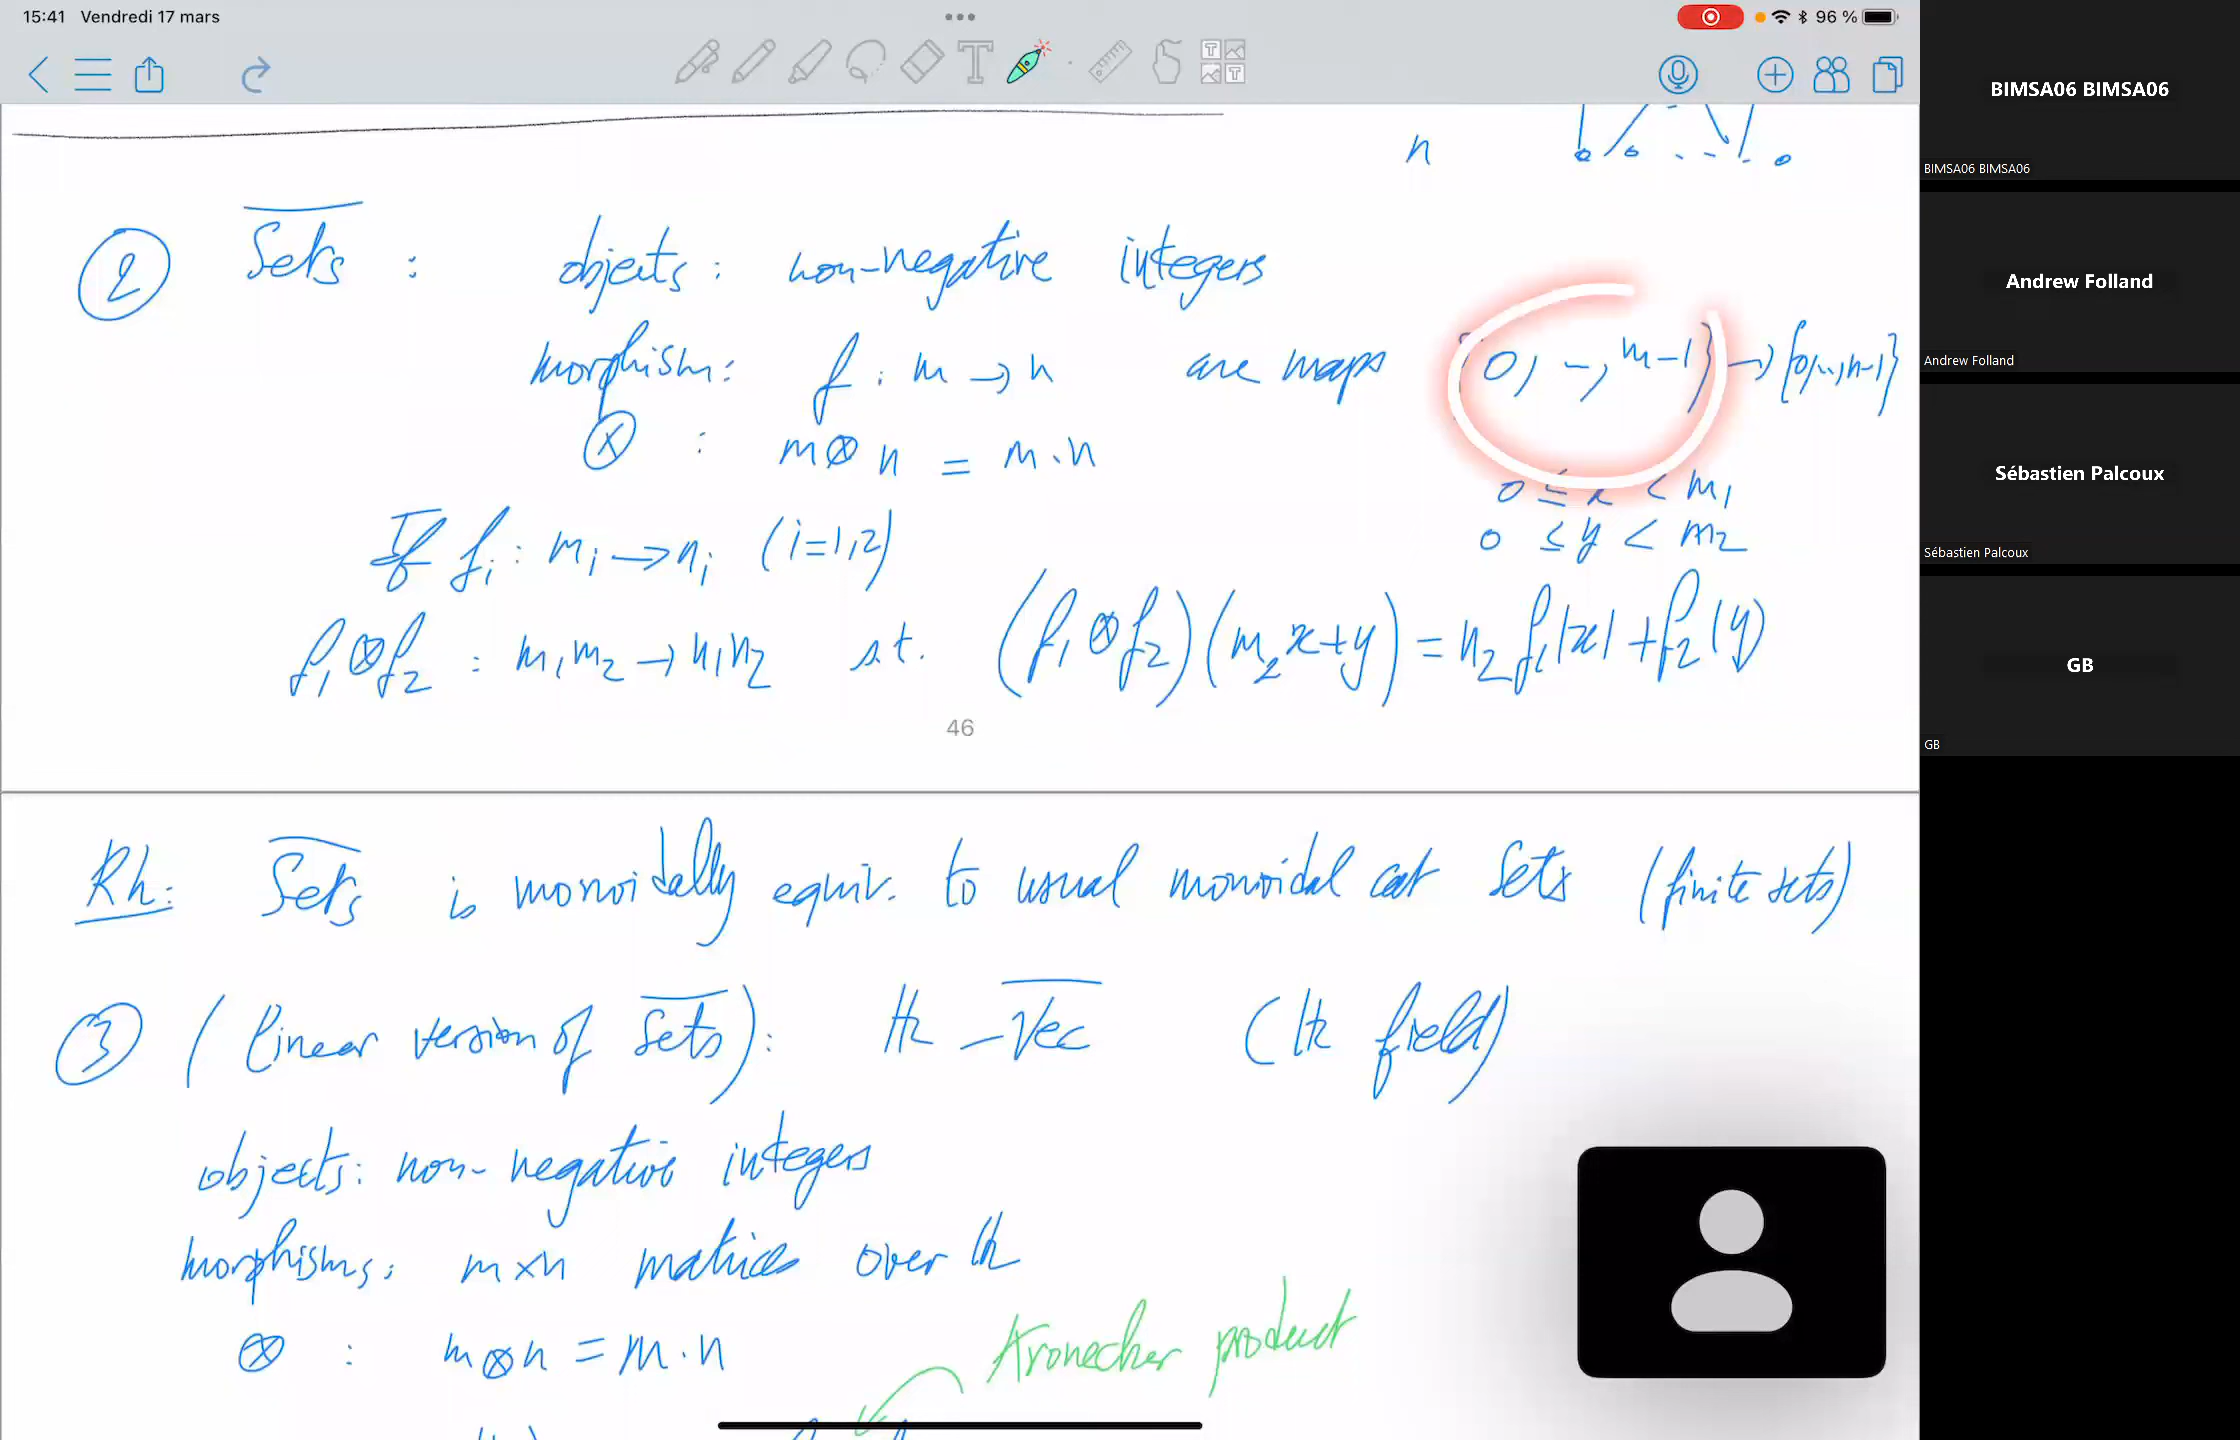 15:41 Vendredi 17 mars
96 %
n
② Sets : objects : non-negative integers
morphism: f : m → n are maps {0, -, m-1} → {0,..,n-1}
⊗ : m ⊗ n = m.n
0 ≤ x < m₁
0 ≤ y < m₂
If fᵢ : mᵢ → nᵢ (i=1,2)
f₁⊗f₂ : m₁m₂ → n₁n₂ s.t. (f₁⊗f₂)(m₂x+y) = n₂f₁(x)+f₂(y)
46
Rk: Sets is monoidally equiv. to usual monoidal cat Sets (finite sets)
③ (linear version of Sets): 𝕜-Vec (𝕜 field)
objects: non-negative integers
morphisms: m×n matrices over 𝕜
Kronecker product
⊗ : m⊗n = m.n
BIMSA06 BIMSA06
BIMSA06 BIMSA06
Andrew Folland
Andrew Folland
Sébastien Palcoux
Sébastien Palcoux
GB
GB